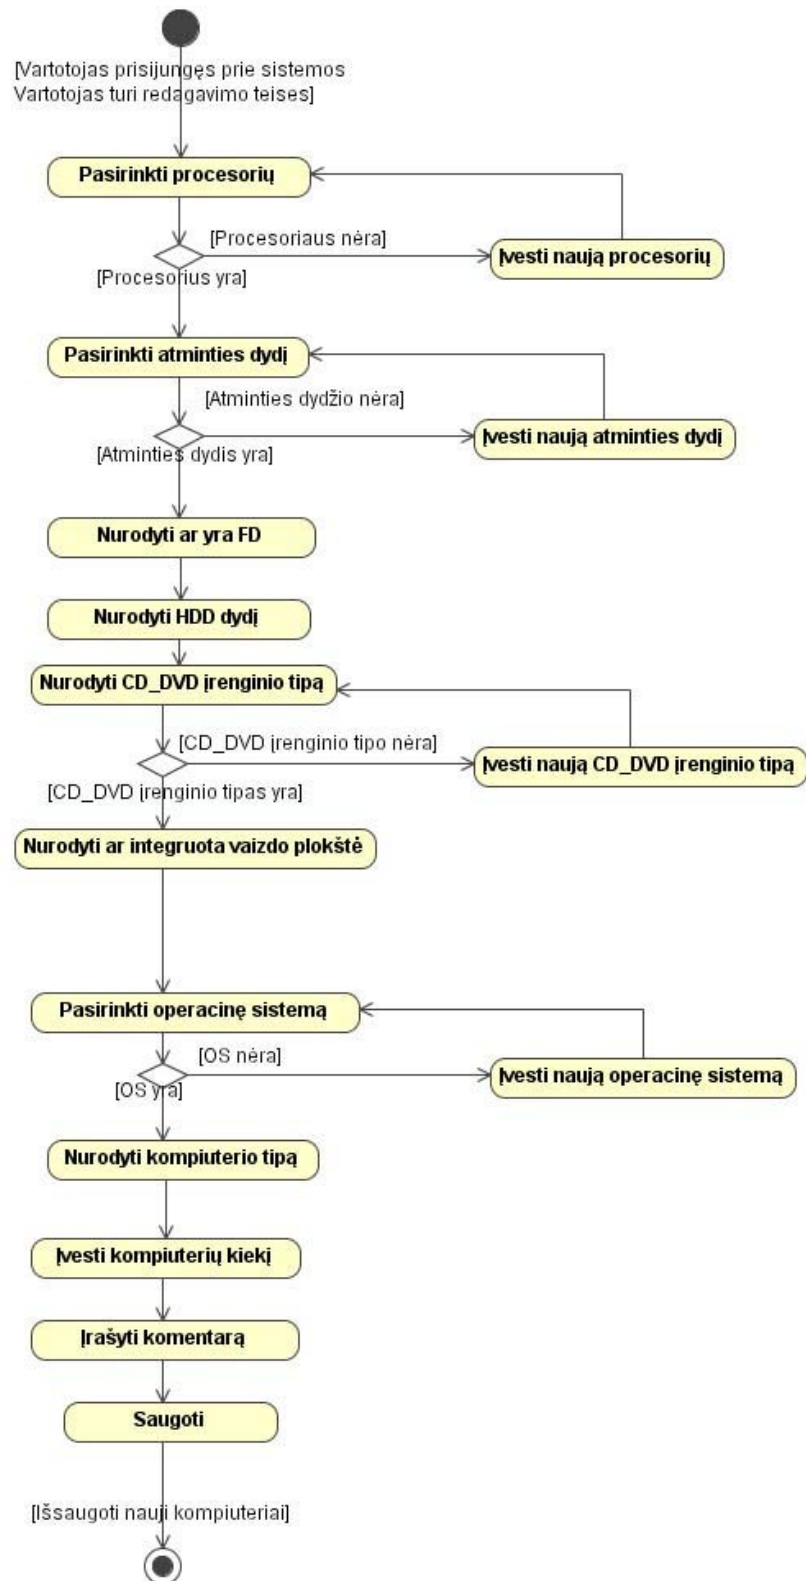 [Vartotojas prisijungęs prie sistemos
Vartotojas turi redagavimo teises]
Pasirinkti procesorių
[Procesoriaus nėra]
Įvesti naują procesorių
[Procesorius yra]
Pasirinkti atminties dydį
[Atminties dydžio nėra]
Įvesti naują atminties dydį
[Atminties dydis yra]
Nurodyti ar yra FD
Nurodyti HDD dydį
Nurodyti CD_DVD įrenginio tipą
[CD_DVD įrenginio tipo nėra]
Įvesti naują CD_DVD įrenginio tipą
[CD_DVD įrenginio tipas yra]
Nurodyti ar integruota vaizdo plokštė
Pasirinkti operacinę sistemą
[OS nėra]
Įvesti naują operacinę sistemą
[OS yra]
Nurodyti kompiuterio tipą
Įvesti kompiuterių kiekį
Įrašyti komentarą
Saugoti
[Išsaugoti nauji kompiuteriai]